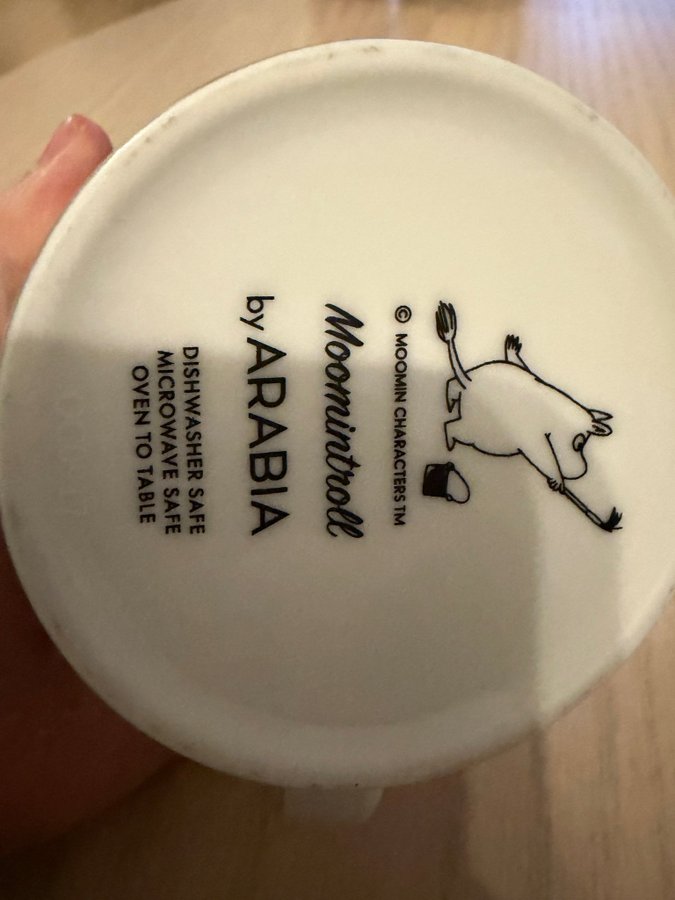 © MOOMIN CHARACTERS TM
Moomintroll
by ARABIA
DISHWASHER SAFE
MICROWAVE SAFE
OVEN TO TABLE